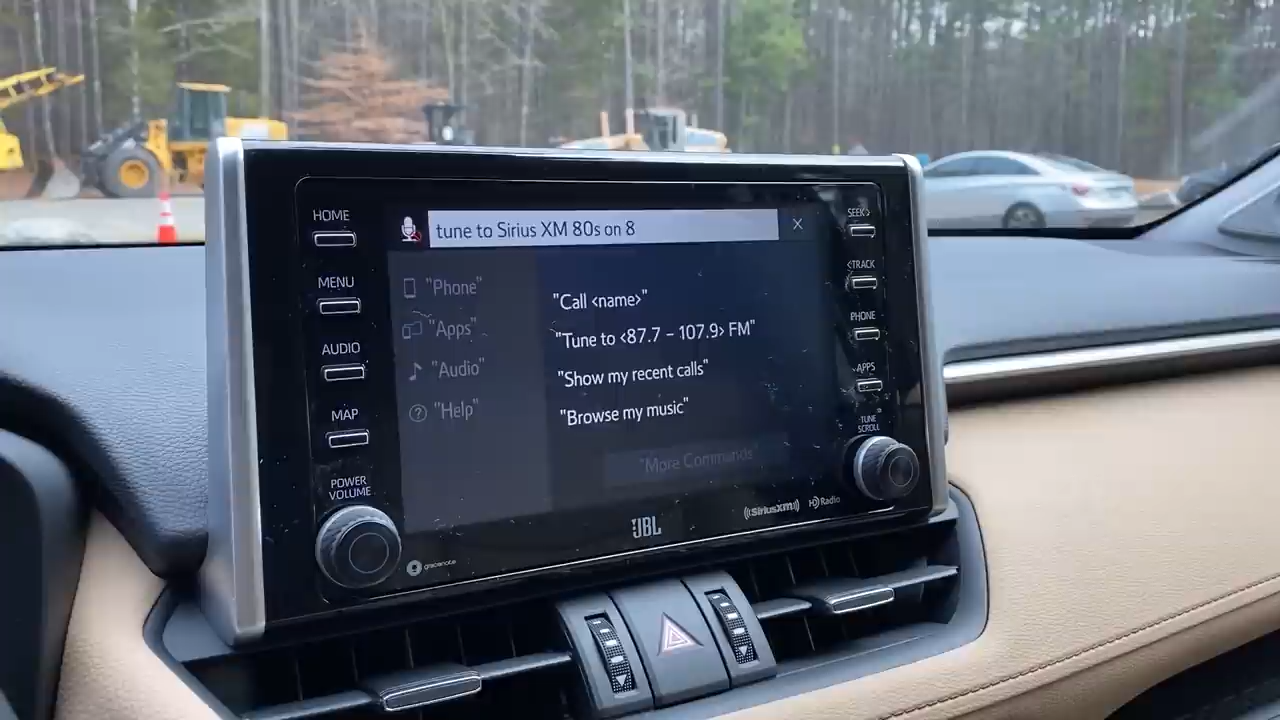 HOME
MENU
AUDIO
MAP
POWER
VOLUME
tune to Sirius XM 80s on 8
"Phone"
"Apps"
"Audio"
"Help"
"Call <name>"
"Tune to <87.7 – 107.9> FM"
"Show my recent calls"
"Browse my music"
"More Commands
SEEK>
<TRACK
PHONE
APPS
TUNE
SCROLL
gracenote
JBL
((SiriusXM))
HD Radio